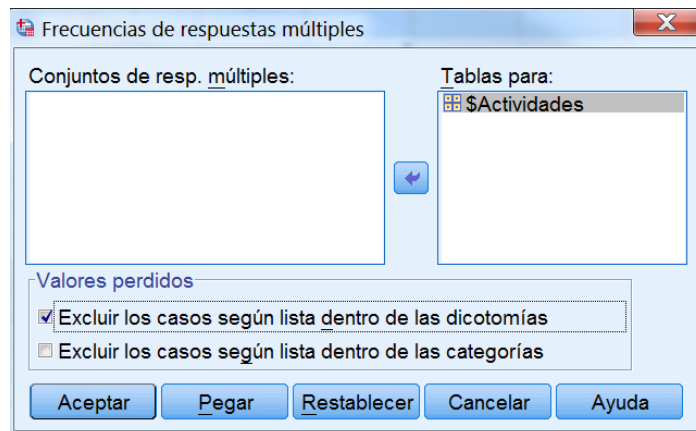 Frecuencias de respuestas múltiples
Conjuntos de resp. múltiples:
Tablas para:
$Actividades
Valores perdidos
Excluir los casos según lista dentro de las dicotomías
Excluir los casos según lista dentro de las categorías
Aceptar Pegar Restablecer Cancelar Ayuda